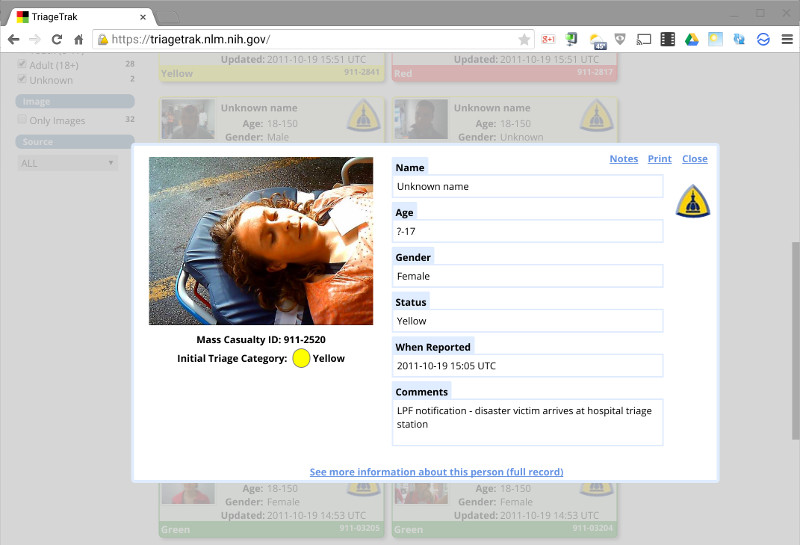 TriageTrak
https://triagetrak.nlm.nih.gov/
45°
Adult (18+) 28
Unknown 2
Image
Only Images 32
Source
ALL
Updated: 2011-10-19 15:51 UTC
Yellow 911-2841
Updated: 2011-10-19 15:51 UTC
Red 911-2817
Unknown name
Age: 18-150
Gender: Male
Unknown name
Age: 18-150
Gender: Unknown
Notes Print Close
Name
Unknown name
Age
?-17
Gender
Female
Status
Yellow
When Reported
2011-10-19 15:05 UTC
Comments
LPF notification - disaster victim arrives at hospital triage
station
Mass Casualty ID: 911-2520
Initial Triage Category: Yellow
See more information about this person (full record)
Age: 18-150
Gender: Female
Updated: 2011-10-19 14:53 UTC
Green 911-03205
Age: 18-150
Gender: Female
Updated: 2011-10-19 14:53 UTC
Green 911-03204